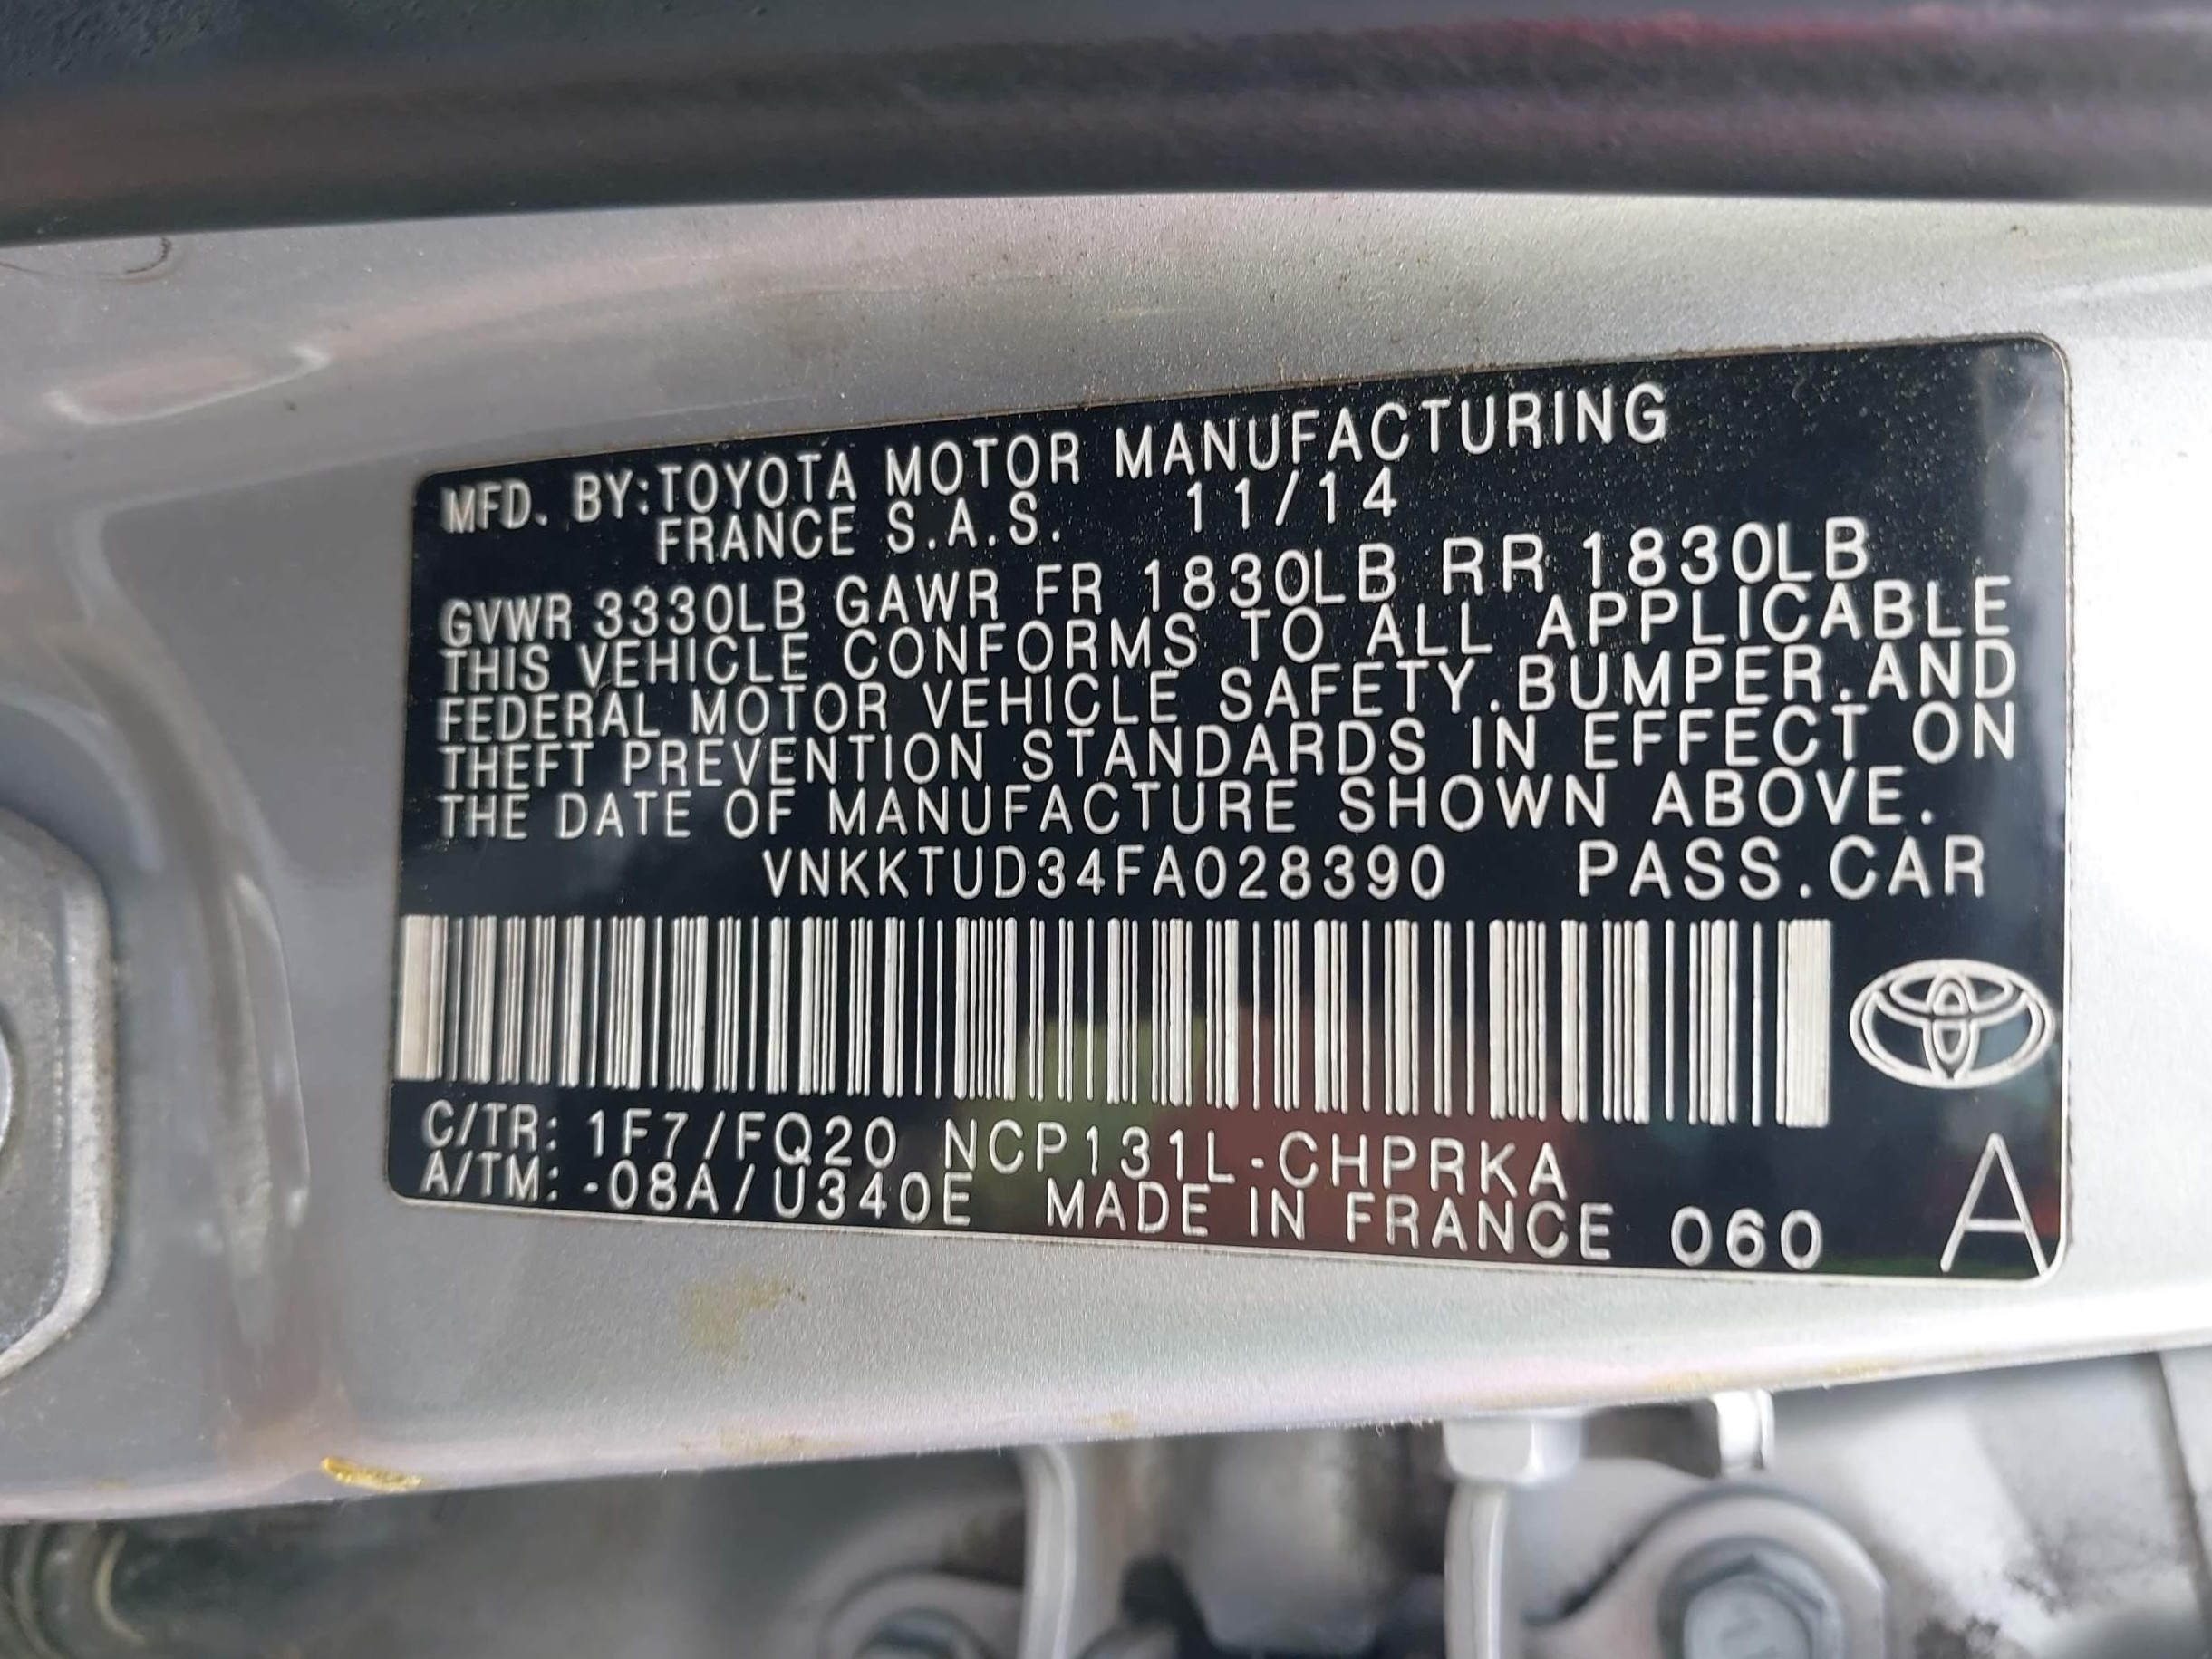 MFD. BY:TOYOTA MOTOR MANUFACTURING
FRANCE S.A.S. 11/14
GVWR 3330LB GAWR FR 1830LB RR 1830LB
THIS VEHICLE CONFORMS TO ALL APPLICABLE
FEDERAL MOTOR VEHICLE SAFETY.BUMPER.AND
THEFT PREVENTION STANDARDS IN EFFECT ON
THE DATE OF MANUFACTURE SHOWN ABOVE.
VNKKTUD34FA028390 PASS.CAR
C/TR: 1F7/FQ20 NCP131L-CHPRKA
A/TM: -08A/U340E MADE IN FRANCE 060 A